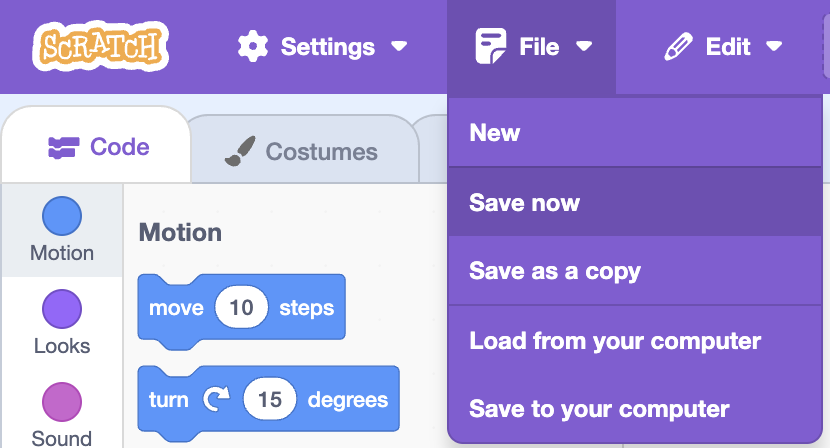 SCRATCH
Settings
File
Edit
Code
Costumes
New
Save now
Save as a copy
Load from your computer
Save to your computer
Motion
Looks
Sound
Motion
move 10 steps
turn 15 degrees